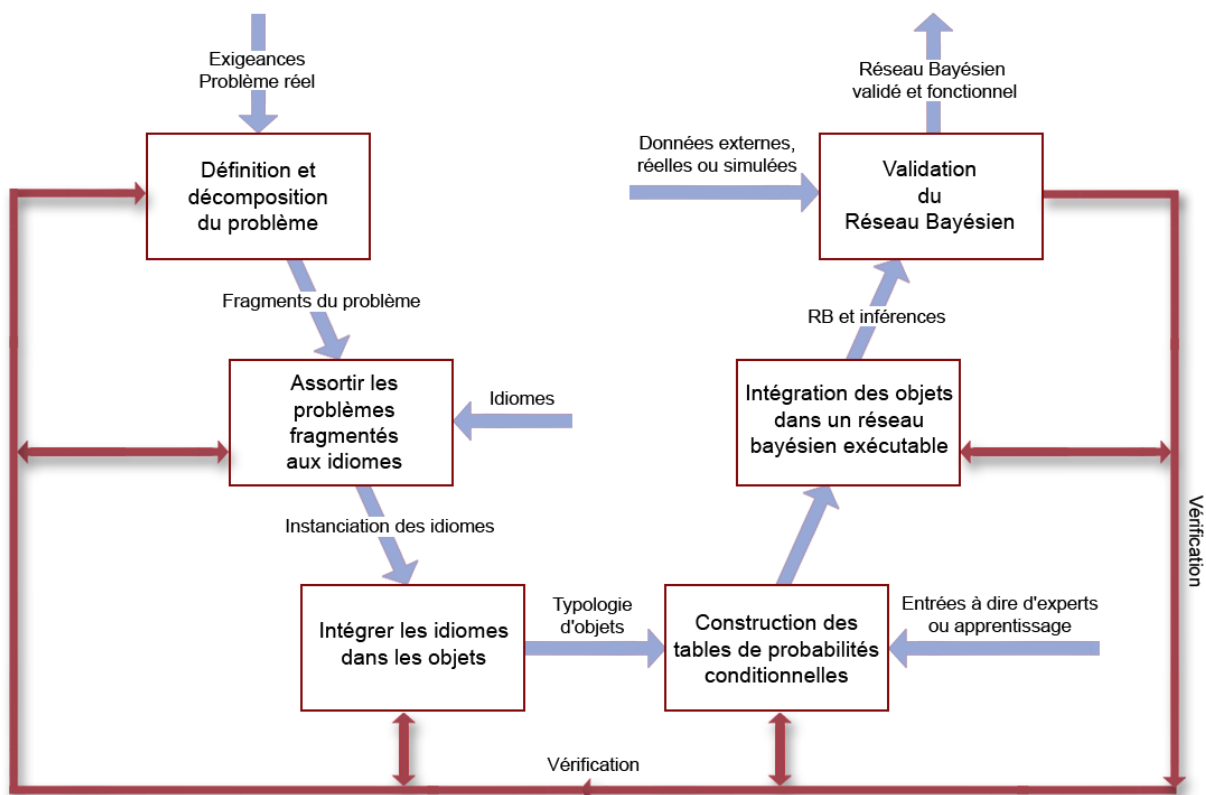 Exigeances
Problème réel
Définition et
décomposition
du problème
Fragments du problème
Assortir les
problèmes
fragmentés
aux idiomes
Idiomes
Instanciation des idiomes
Intégrer les idiomes
dans les objets
Typologie
d'objets
Construction des
tables de probabilités
conditionnelles
Entrées à dire d'experts
ou apprentissage
Intégration des objets
dans un réseau
bayésien exécutable
RB et inférences
Données externes,
réelles ou simulées
Validation
du
Réseau Bayésien
Réseau Bayésien
validé et fonctionnel
Vérification
Vérification